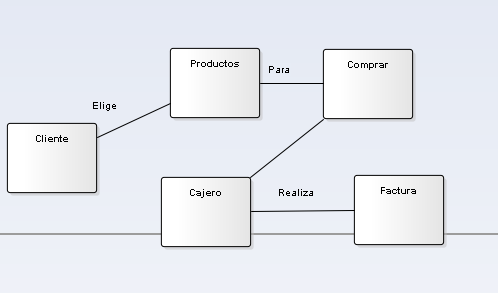 Productos
Para
Comprar
Elige
Cliente
Cajero
Realiza
Factura